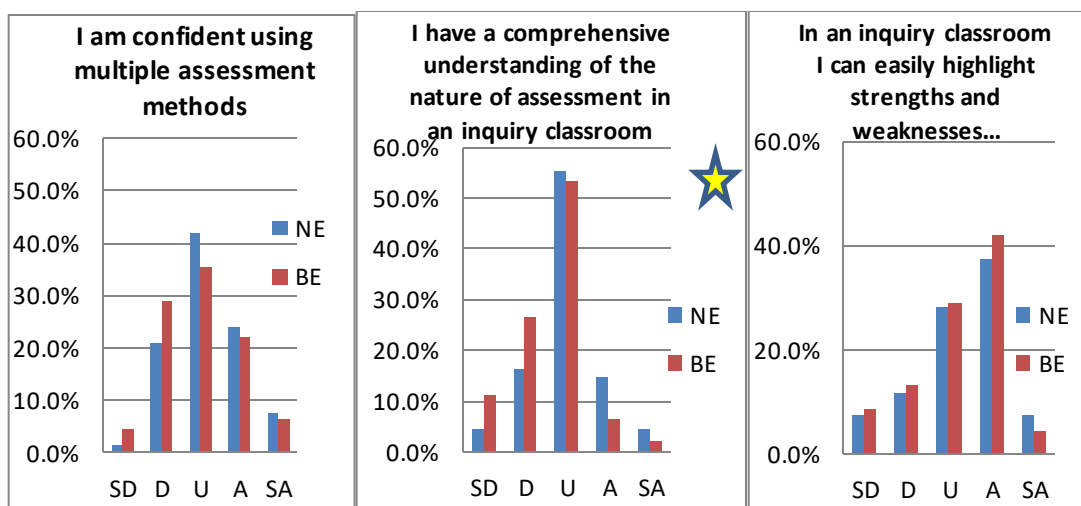 I am confident using
multiple assessment
methods
60.0%
50.0%
40.0%
30.0%
20.0%
10.0%
0.0%
NE
BE
SD D U A SA
I have a comprehensive
understanding of the
nature of assessment in
an inquiry classroom
60.0%
50.0%
40.0%
30.0%
20.0%
10.0%
0.0%
NE
BE
SD D U A SA
In an inquiry classroom
I can easily highlight
strengths and
weaknesses…
60.0%
40.0%
20.0%
0.0%
NE
BE
SD D U A SA